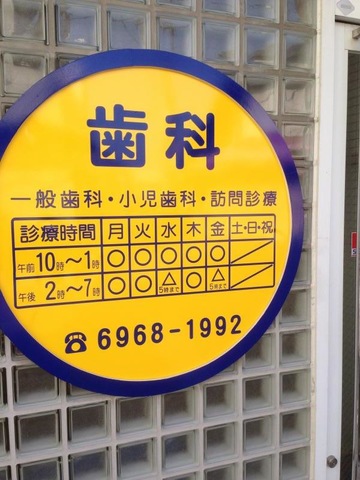 歯科
一般歯科・小児歯科・訪問診療
診療時間 月 火 水 木 金 土・日・祝
午前 10時〜1時 ○ ○ ○ ○ ○
午後 2時〜7時 ○ ○ △ 5時まで ○ △ 5時まで
☎6968-1992